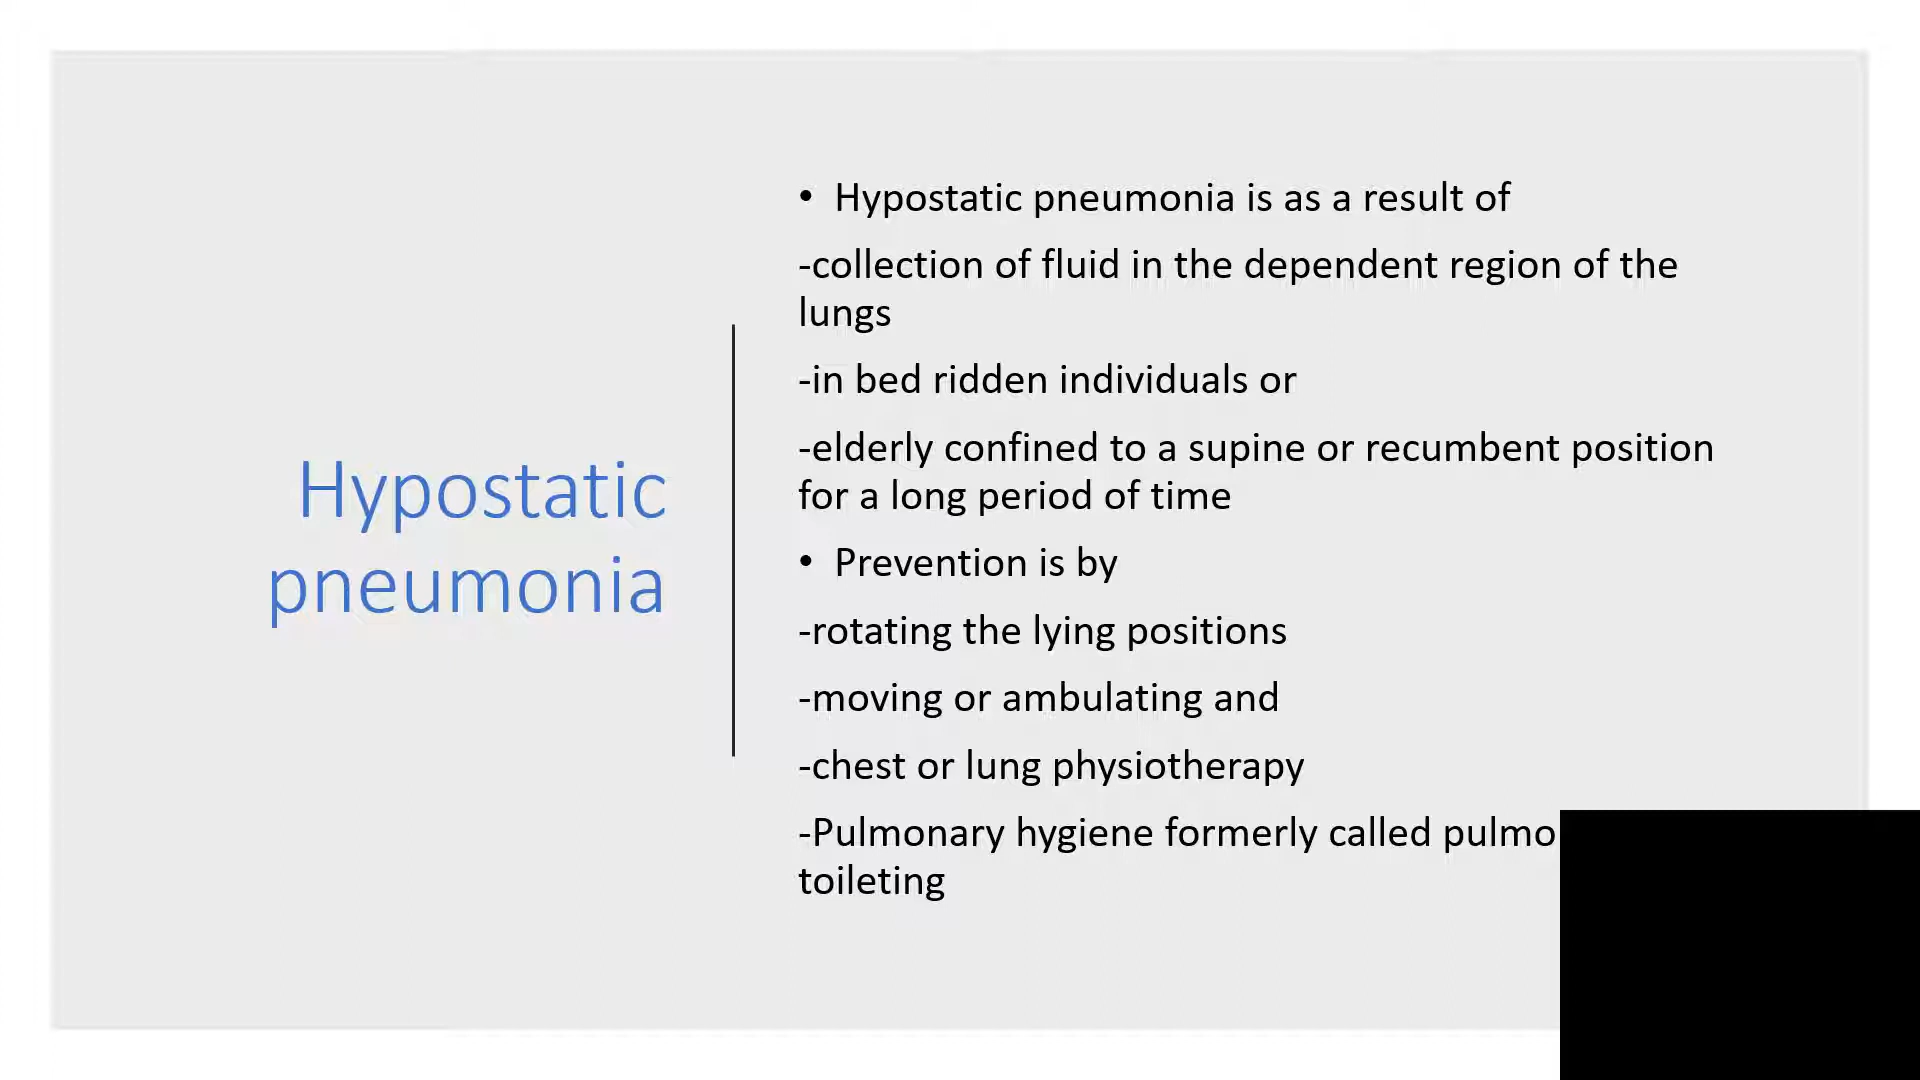 Hypostatic
pneumonia
• Hypostatic pneumonia is as a result of
-collection of fluid in the dependent region of the
lungs
-in bed ridden individuals or
-elderly confined to a supine or recumbent position
for a long period of time
• Prevention is by
-rotating the lying positions
-moving or ambulating and
-chest or lung physiotherapy
-Pulmonary hygiene formerly called
toileting